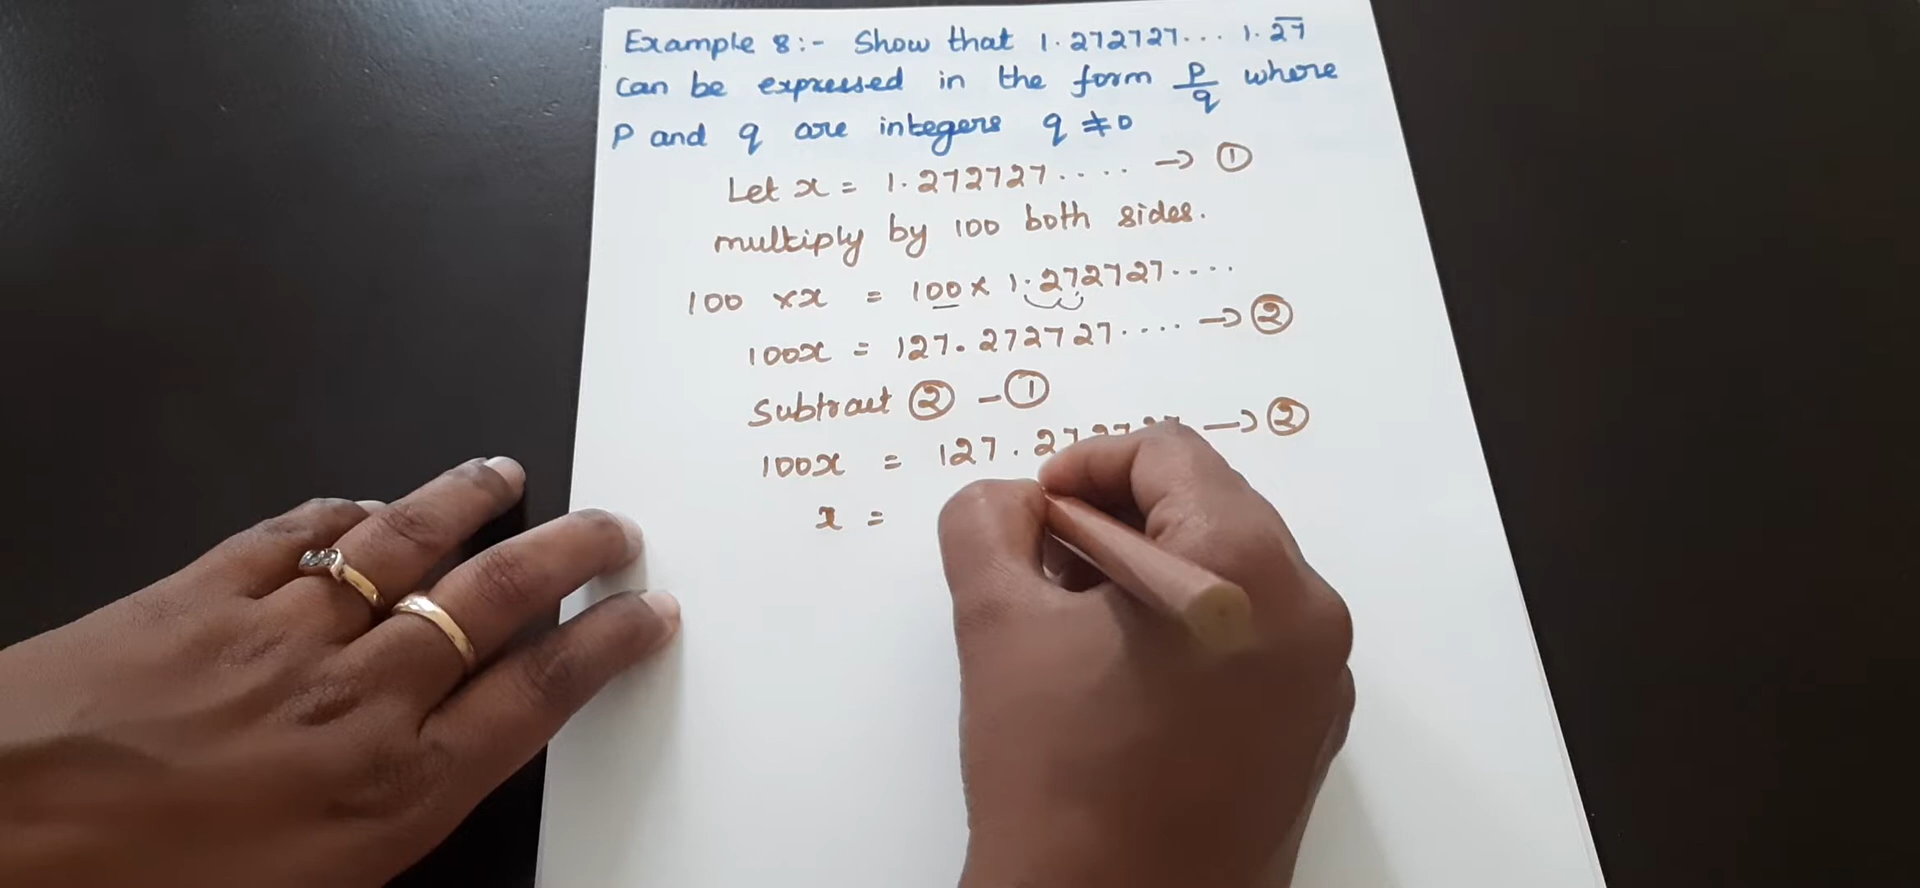 Example 8:- Show that 1.272727... 1.2̅7̅
can be expressed in the form p/q where
p and q are integers q ≠ 0
Let x = 1.272727.... → ①
multiply by 100 both sides.
100 × x = 100 × 1.272727....
100x = 127.272727.... → ②
Subtract ② - ①
100x = 127.272727 → ②
x =